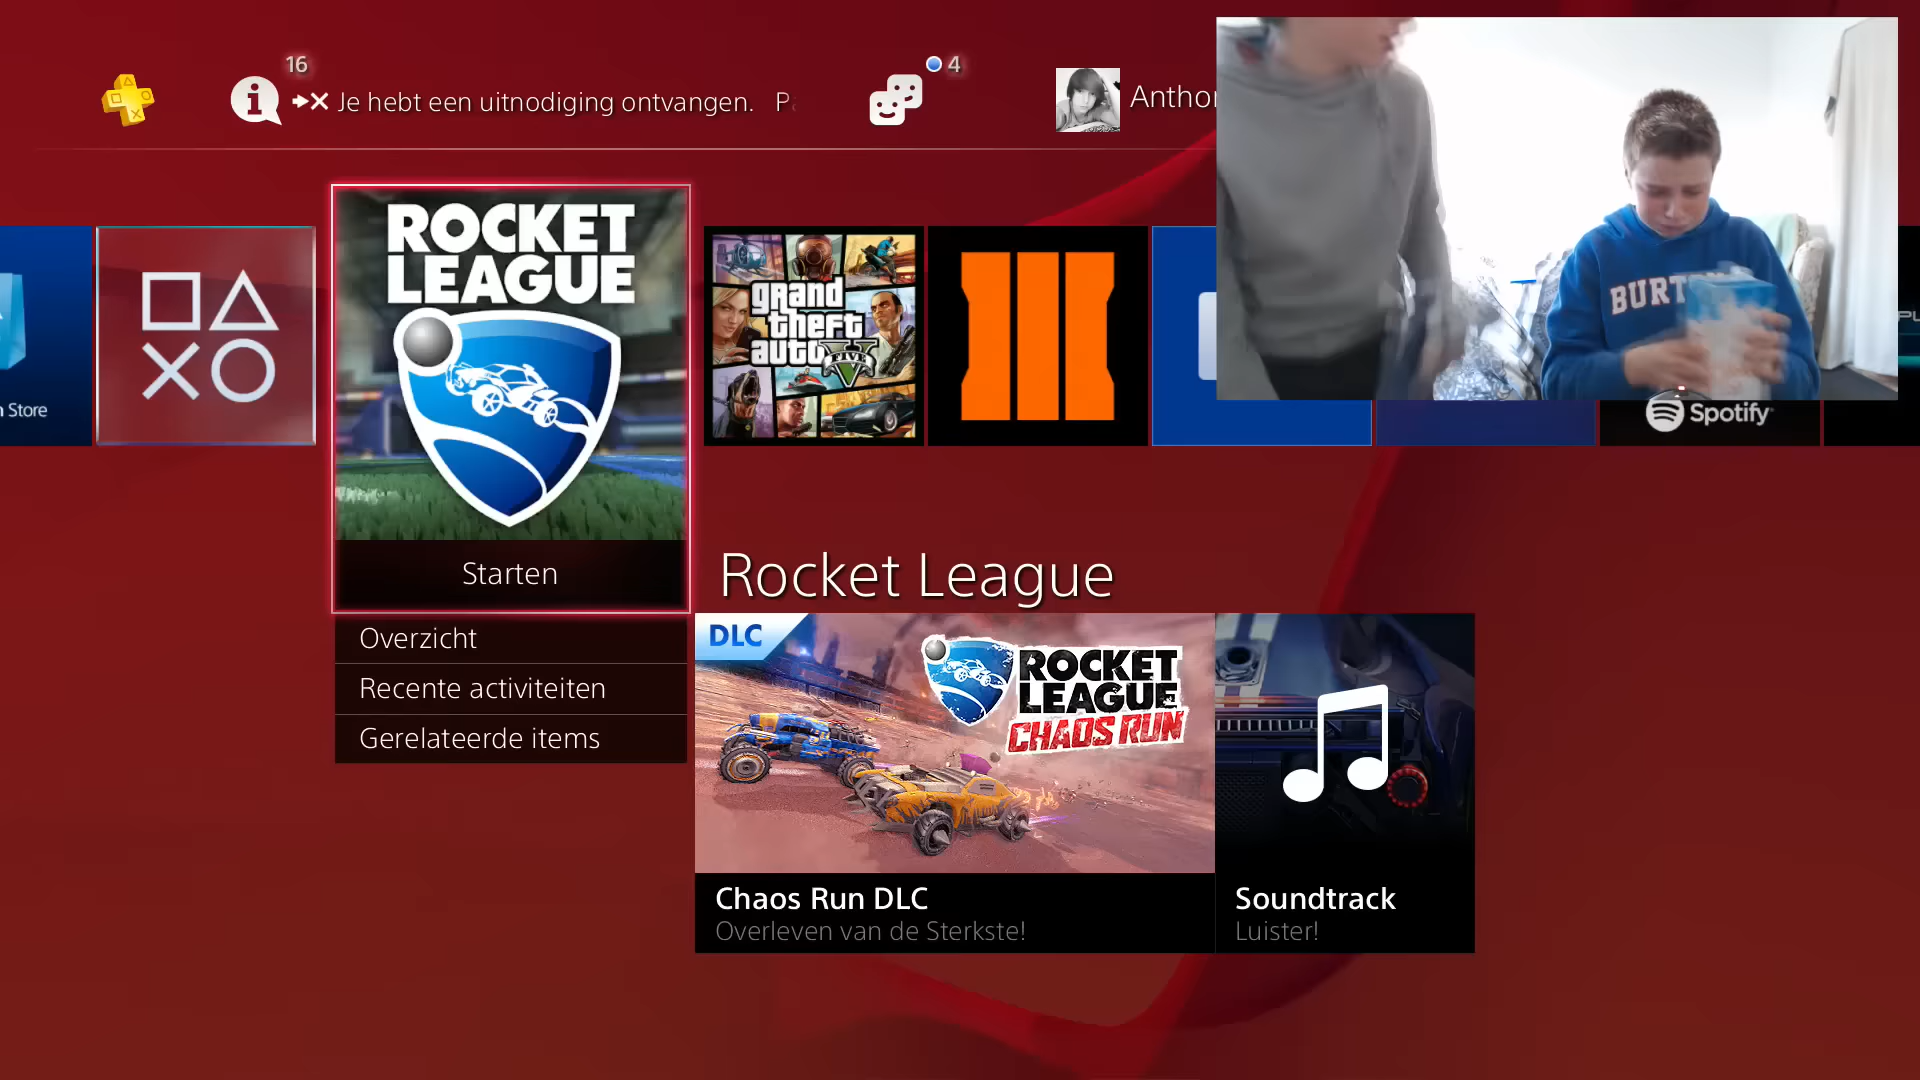 16
Je hebt een uitnodiging ontvangen.
4
Store
ROCKET
LEAGUE
grand
theft
auto
FIVE
BURT
Spotify
Starten
Rocket League
Overzicht
Recente activiteiten
Gerelateerde items
DLC
ROCKET
LEAGUE
CHAOS RUN
Chaos Run DLC
Overleven van de Sterkste!
Soundtrack
Luister!